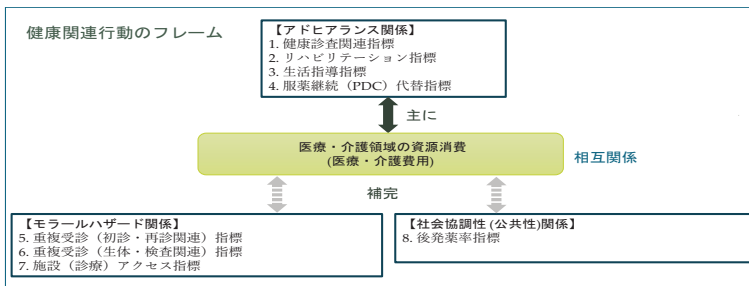 健康関連行動のフレーム
【アドヒアランス関係】
1. 健康診査関連指標
2. リハビリテーション指標
3. 生活指導指標
4. 服薬継続（PDC）代替指標
主に
医療・介護領域の資源消費
(医療・介護費用)
相互関係
補完
【モラールハザード関係】
5. 重複受診（初診・再診関連）指標
6. 重複受診（生体・検査関連）指標
7. 施設（診療）アクセス指標
【社会協調性 (公共性)関係】
8. 後発薬率指標